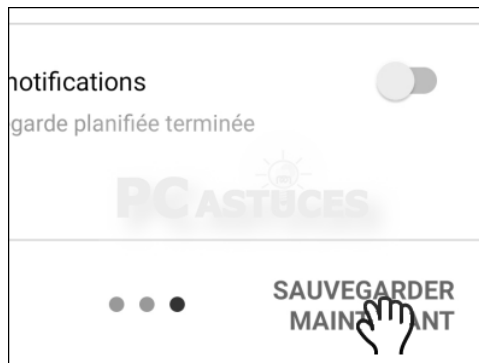 notifications
garde planifiée terminée
PC ASTUCES
SAUVEGARDER
MAINTENANT